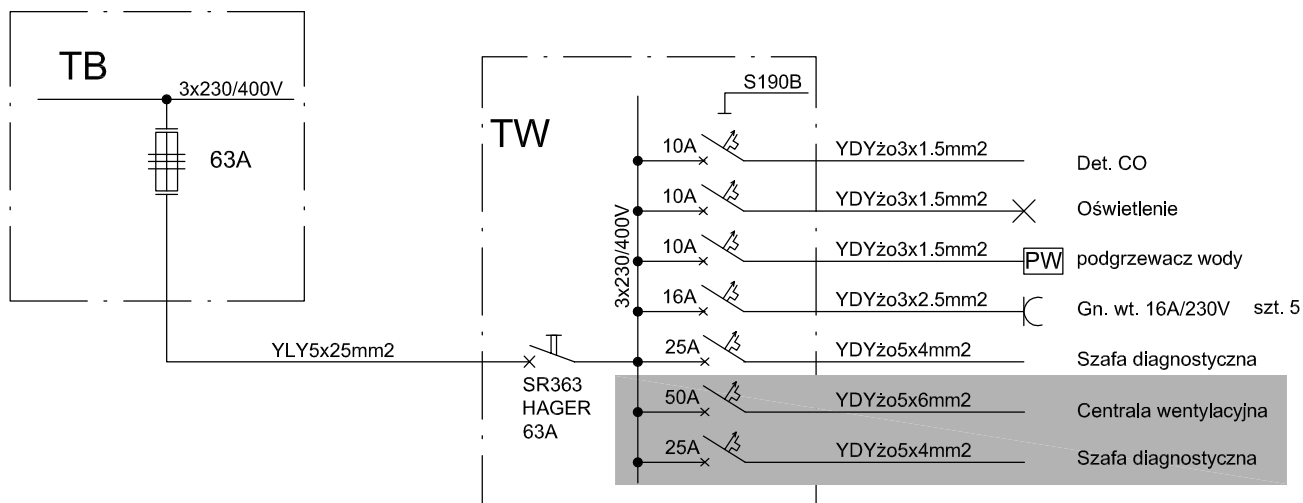 TB
3x230/400V
63A
YLY5x25mm2
TW
S190B
3x230/400V
SR363
HAGER
63A
10A YDYżo3x1.5mm2 Det. CO
10A YDYżo3x1.5mm2 Oświetlenie
10A YDYżo3x1.5mm2 PW podgrzewacz wody
16A YDYżo3x2.5mm2 Gn. wt. 16A/230V szt. 5
25A YDYżo5x4mm2 Szafa diagnostyczna
50A YDYżo5x6mm2 Centrala wentylacyjna
25A YDYżo5x4mm2 Szafa diagnostyczna